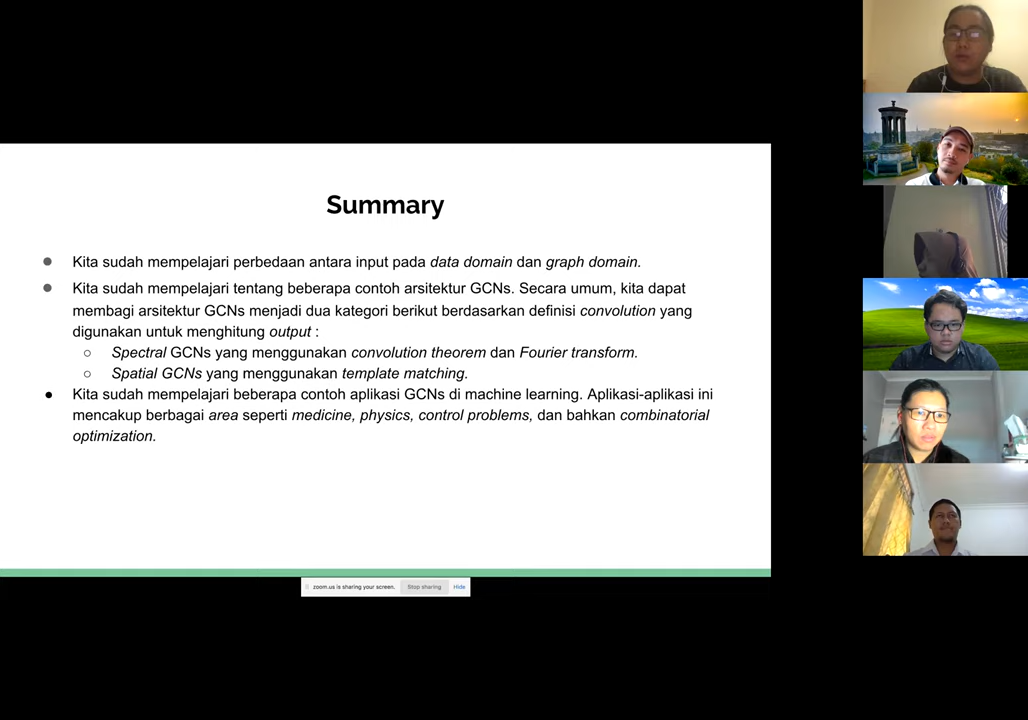 Summary
● Kita sudah mempelajari perbedaan antara input pada data domain dan graph domain.
● Kita sudah mempelajari tentang beberapa contoh arsitektur GCNs. Secara umum, kita dapat
membagi arsitektur GCNs menjadi dua kategori berikut berdasarkan definisi convolution yang
digunakan untuk menghitung output :
○ Spectral GCNs yang menggunakan convolution theorem dan Fourier transform.
○ Spatial GCNs yang menggunakan template matching.
● Kita sudah mempelajari beberapa contoh aplikasi GCNs di machine learning. Aplikasi-aplikasi ini
mencakup berbagai area seperti medicine, physics, control problems, dan bahkan combinatorial
optimization.
zoom.us is sharing your screen. Stop sharing Hide